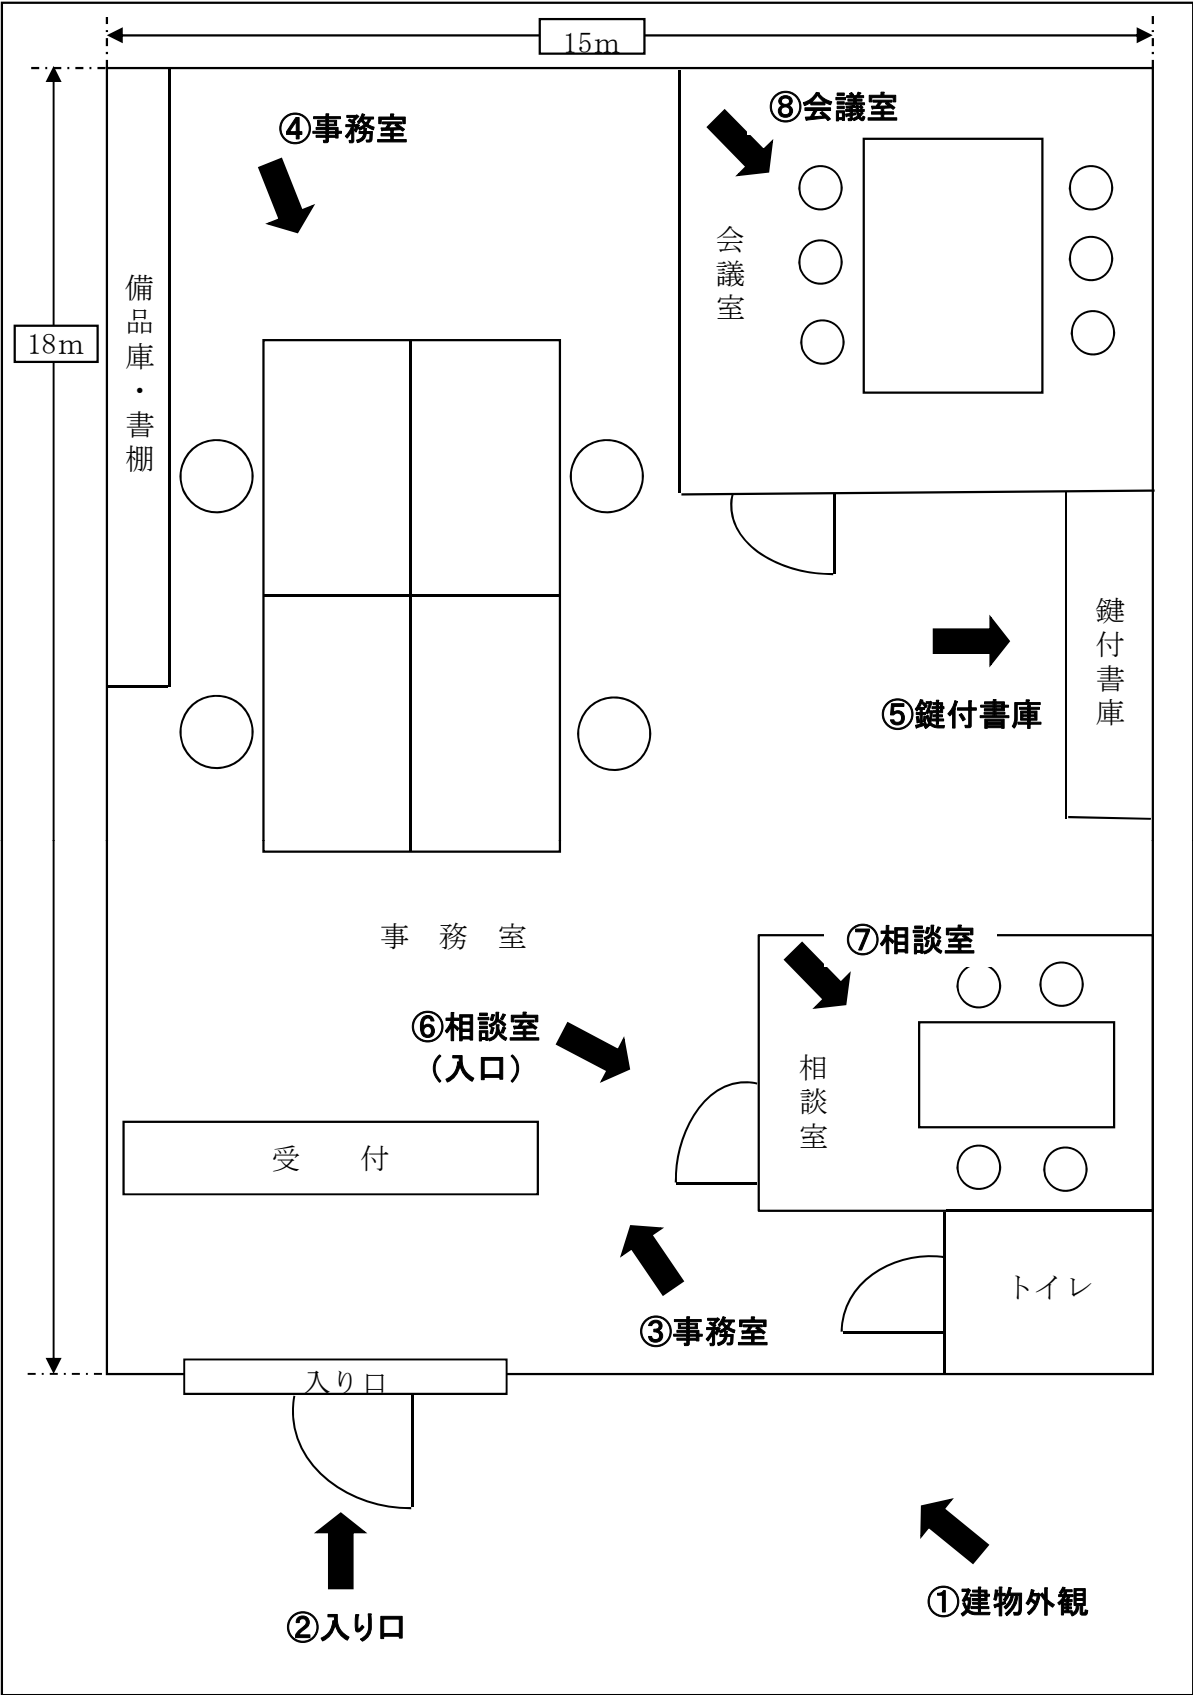 15m
④事務室
⑧会議室
会議室
備品庫・書棚
18m
鍵付書庫
⑤鍵付書庫
事 務 室
⑦相談室
⑥相談室
（入口）
相談室
受 付
トイレ
③事務室
入り口
①建物外観
②入り口